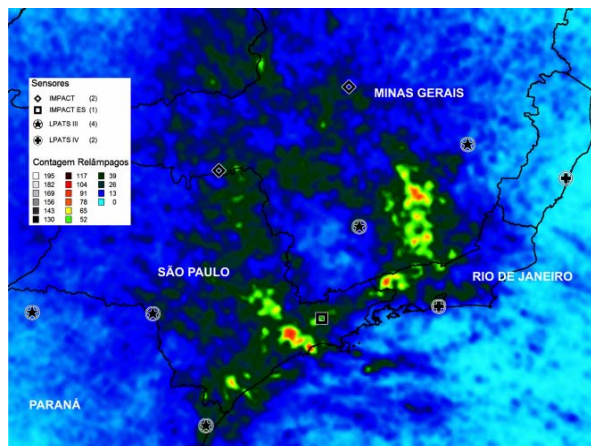 MINAS GERAIS
Sensores
IMPACT (2)
IMPACT ES (1)
LPATS III (4)
LPATS IV (2)
Contagem Relâmpagos
195 117 39
182 104 26
169 91 13
156 78 0
143 65
130 52
SÃO PAULO
RIO DE JANEIRO
PARANÁ